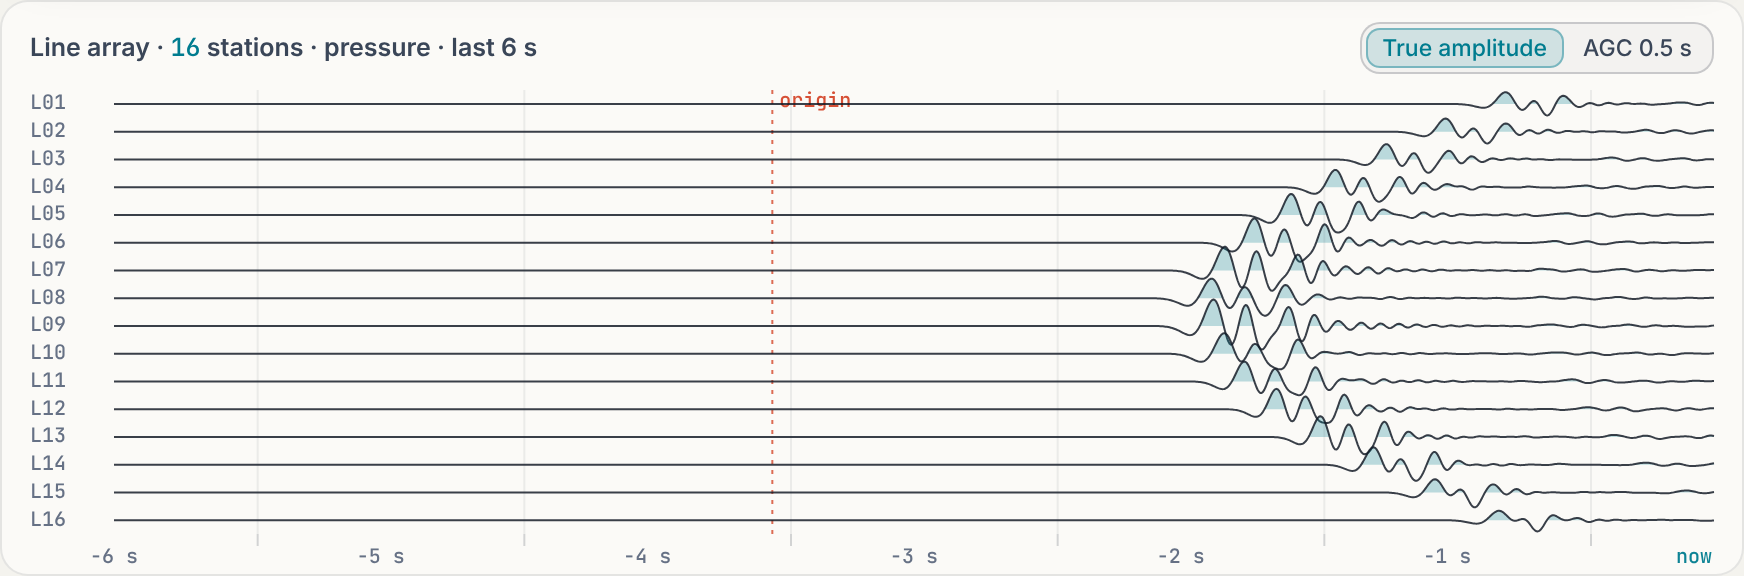 Line array · 16 stations · pressure · last 6 s
True amplitude AGC 0.5 s
origin
L01
L02
L03
L04
L05
L06
L07
L08
L09
L10
L11
L12
L13
L14
L15
L16
-6 s -5 s -4 s -3 s -2 s -1 s now